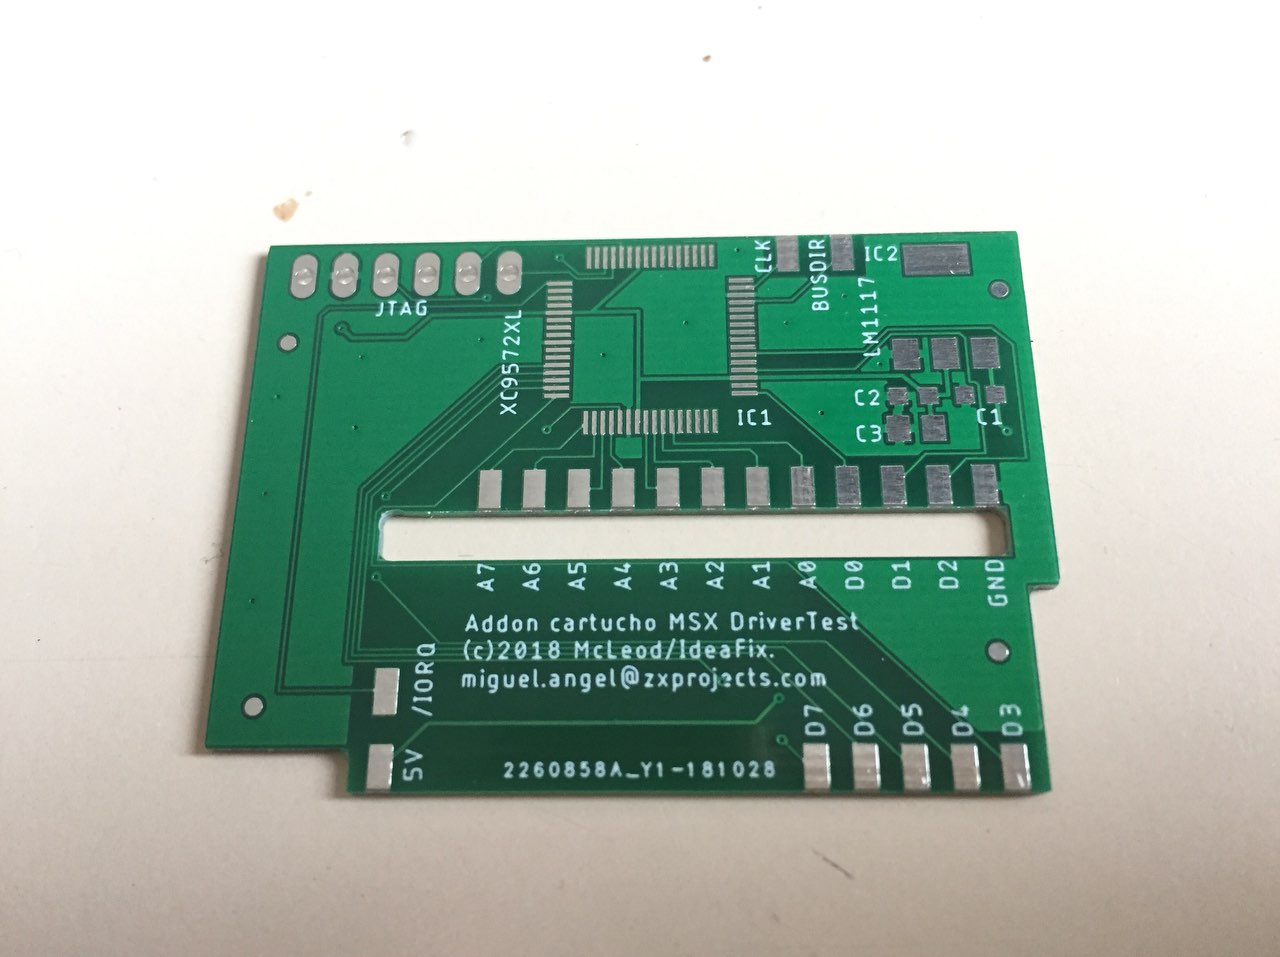 CLK
BUSDIR
IC2
JTAG
XC9572XL
LM1117
C2
C1
C3
IC1
A7 A6 A5 A4 A3 A2 A1 A0 D0 D1 D2 GND
Addon cartucho MSX DriverTest
(c)2018 McLeod/IdeaFix.
miguel.angel@zxprojects.com
/IORQ
5V
D7 D6 D5 D4 D3
2260858A_Y1-181028